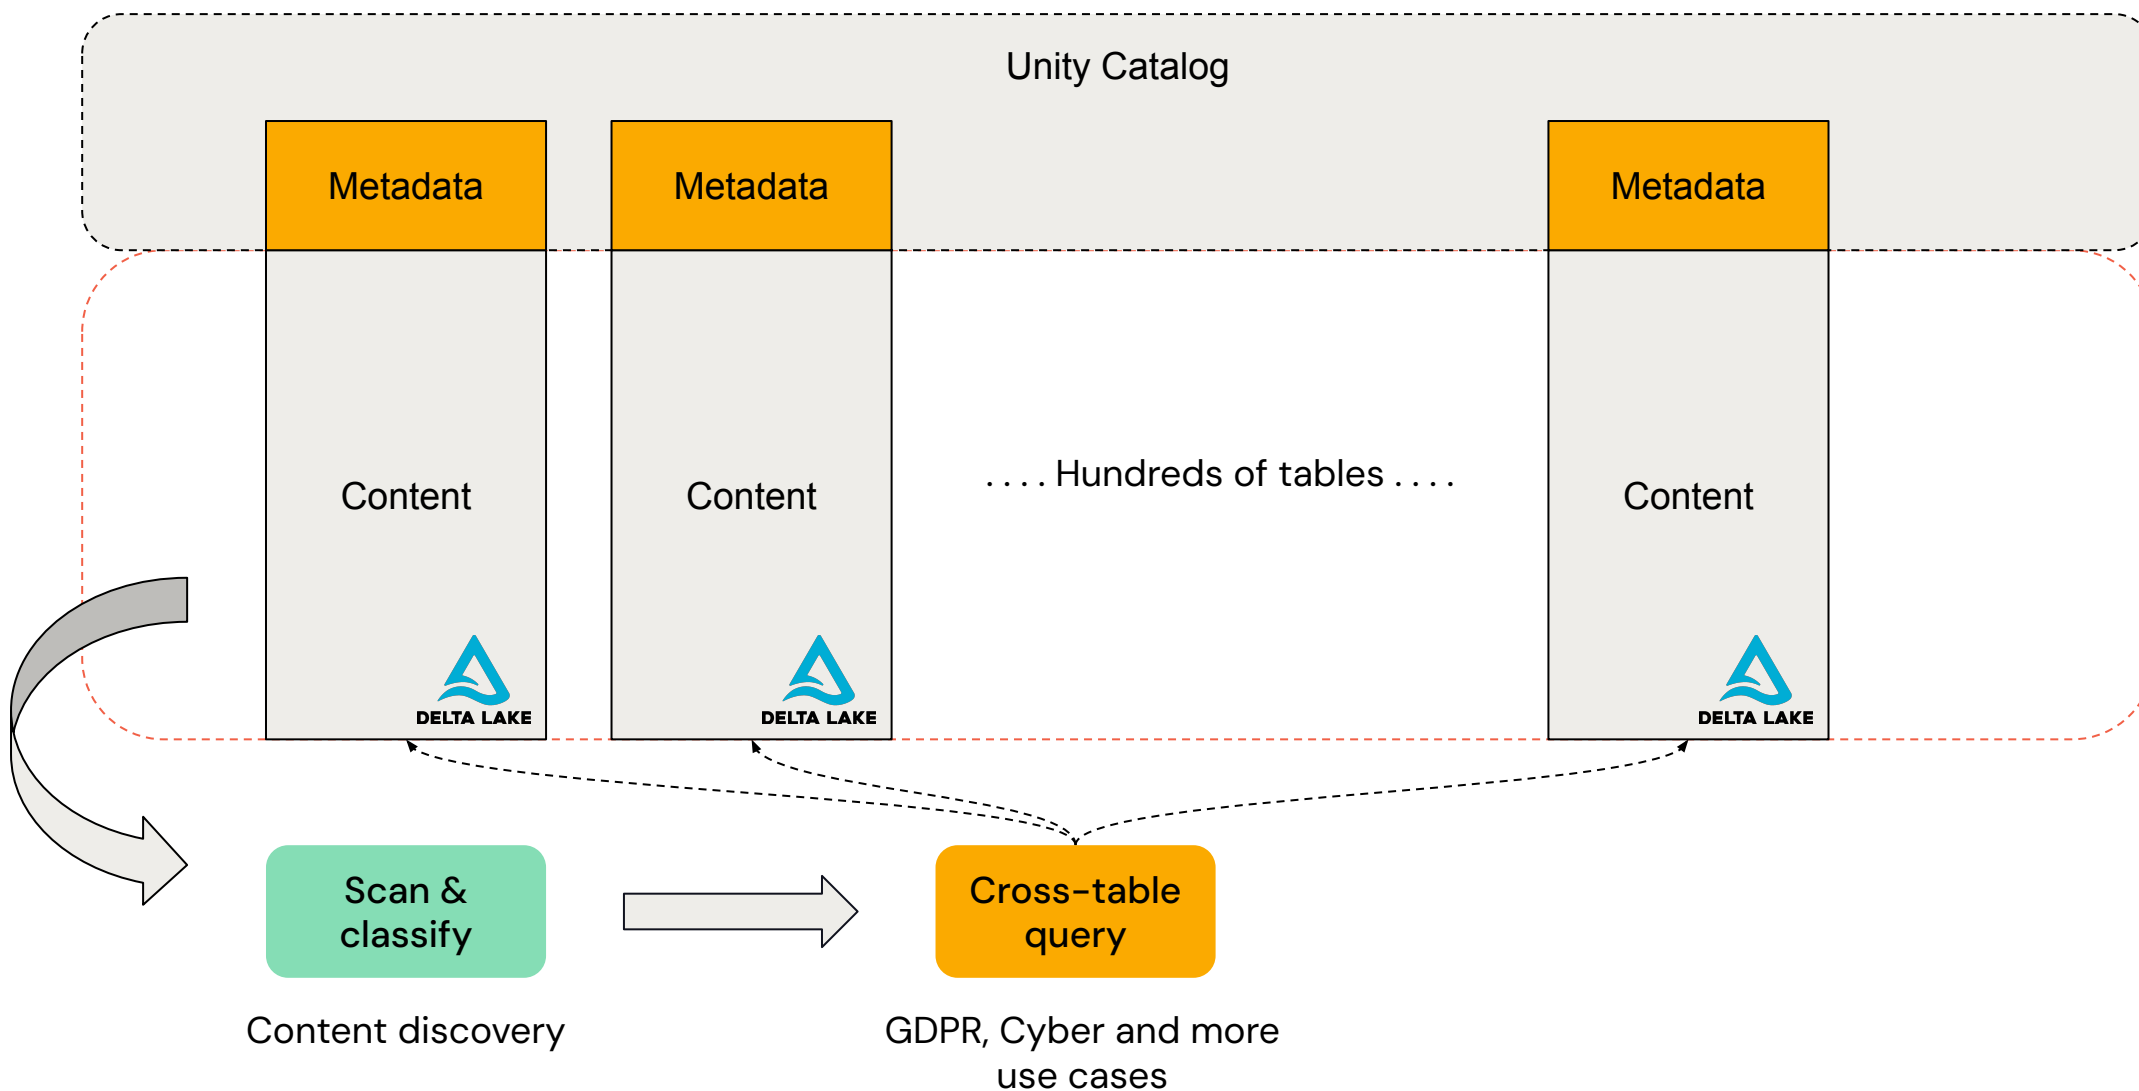 Unity Catalog
Metadata
Metadata
Metadata
Content
Content
.... Hundreds of tables ....
Content
DELTA LAKE
DELTA LAKE
DELTA LAKE
Scan &
classify
Cross-table
query
Content discovery
GDPR, Cyber and more
use cases